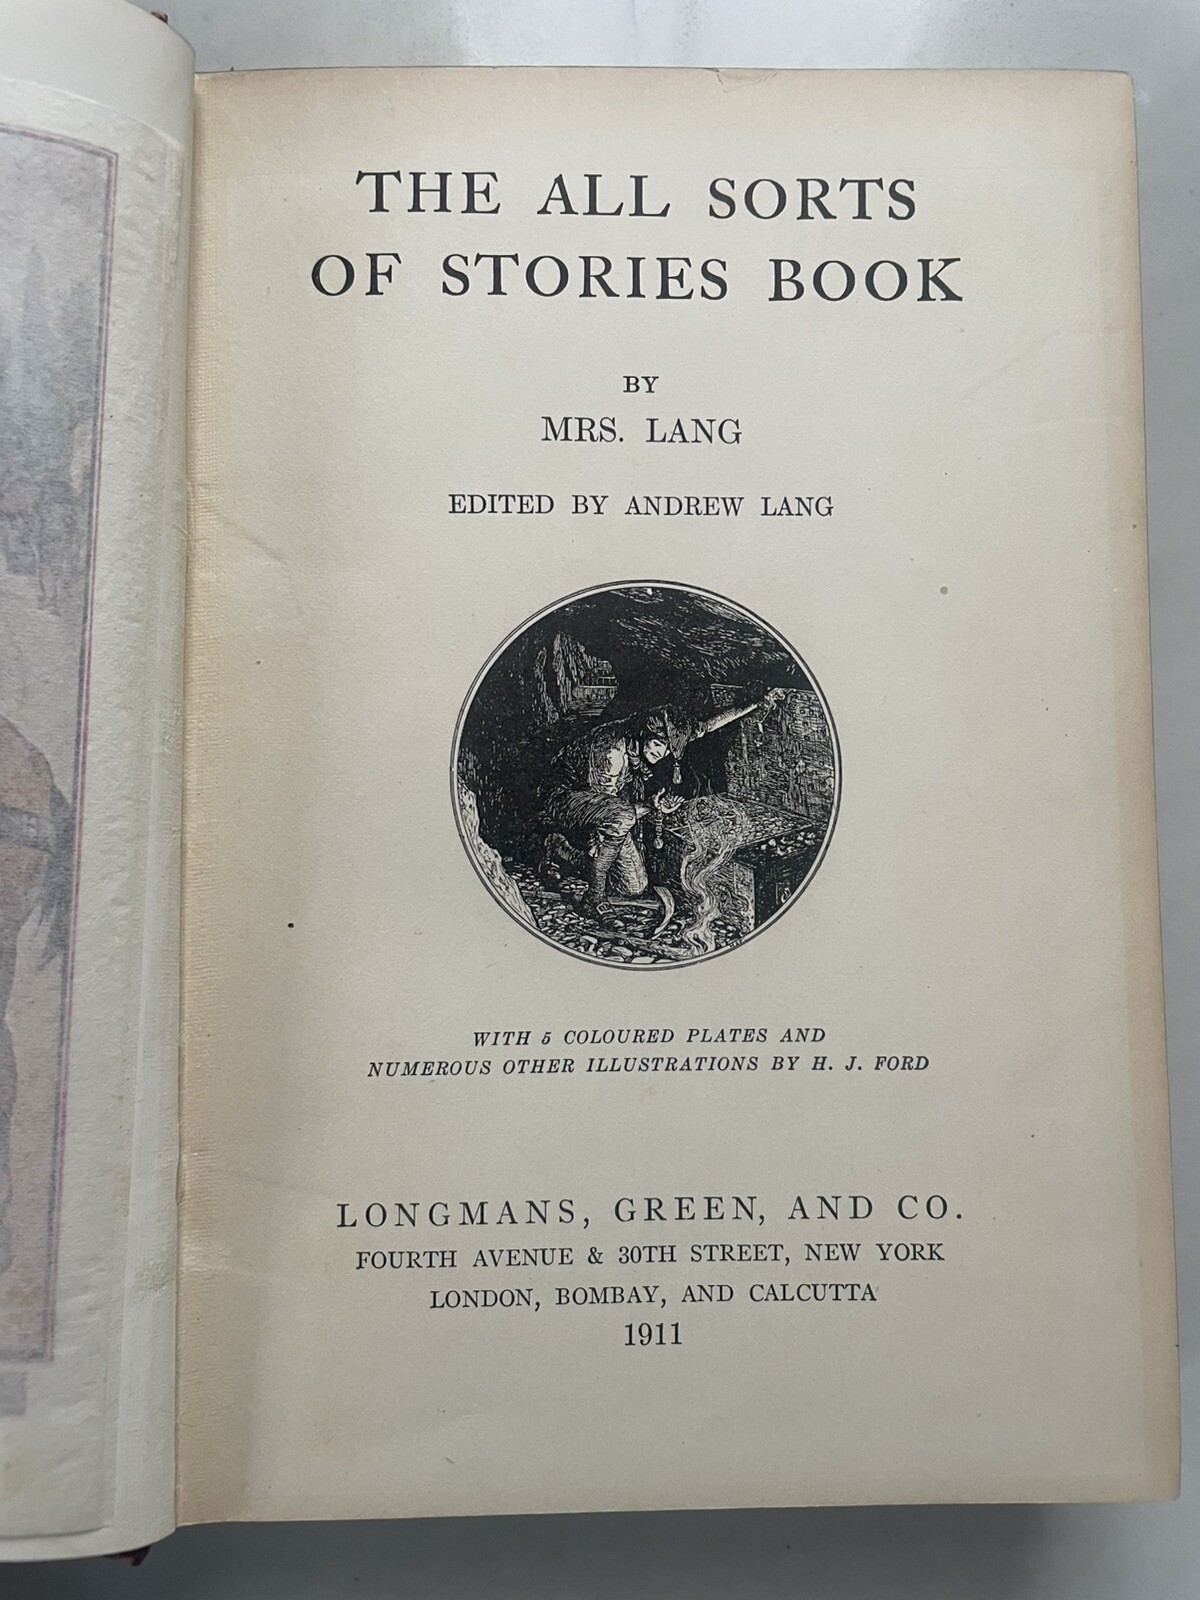 THE ALL SORTS
OF STORIES BOOK
BY
MRS. LANG
EDITED BY ANDREW LANG
WITH 5 COLOURED PLATES AND
NUMEROUS OTHER ILLUSTRATIONS BY H. J. FORD
LONGMANS, GREEN, AND CO.
FOURTH AVENUE & 30TH STREET, NEW YORK
LONDON, BOMBAY, AND CALCUTTA
1911